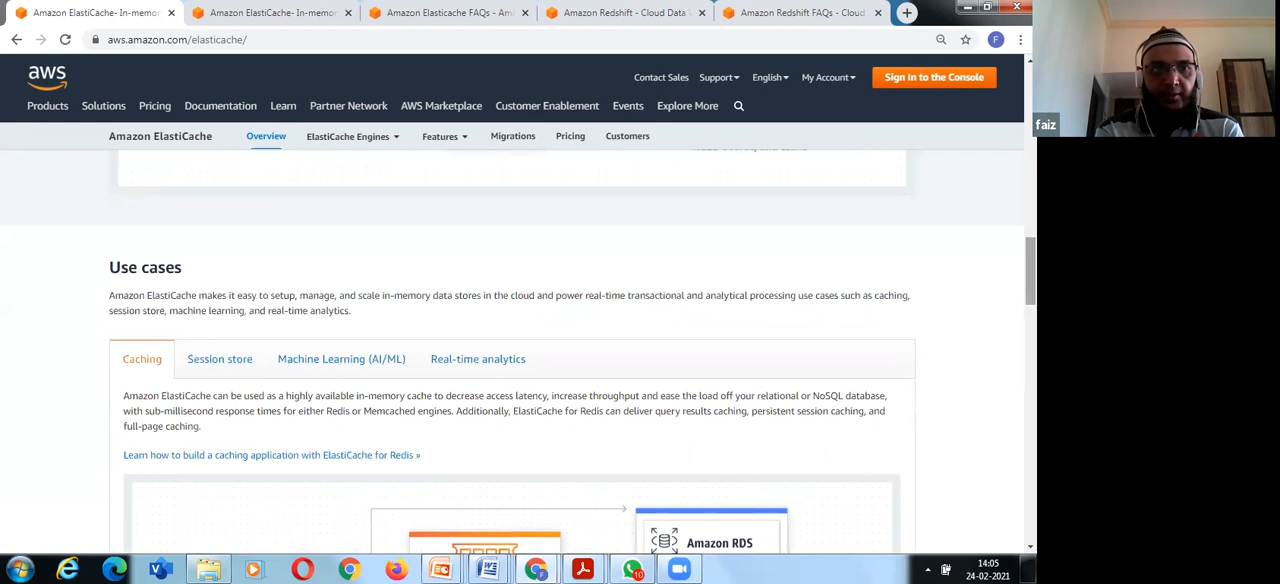 Amazon ElastiCache- In-memor
Amazon ElastiCache- In-memor
Amazon Elasticache FAQs - Am
Amazon Redshift - Cloud Data
Amazon Redshift FAQs - Cloud
aws.amazon.com/elasticache/
F
aws
Contact Sales
Support
English
My Account
Sign In to the Console
Products
Solutions
Pricing
Documentation
Learn
Partner Network
AWS Marketplace
Customer Enablement
Events
Explore More
Amazon ElastiCache
Overview
ElastiCache Engines
Features
Migrations
Pricing
Customers
faiz
Use cases
Amazon ElastiCache makes it easy to setup, manage, and scale in-memory data stores in the cloud and power real-time transactional and analytical processing use cases such as caching,
session store, machine learning, and real-time analytics.
Caching
Session store
Machine Learning (AI/ML)
Real-time analytics
Amazon ElastiCache can be used as a highly available in-memory cache to decrease access latency, increase throughput and ease the load off your relational or NoSQL database,
with sub-millisecond response times for either Redis or Memcached engines. Additionally, ElastiCache for Redis can deliver query results caching, persistent session caching, and
full-page caching.
Learn how to build a caching application with ElastiCache for Redis »
Amazon RDS
10
14:05
24-02-2021